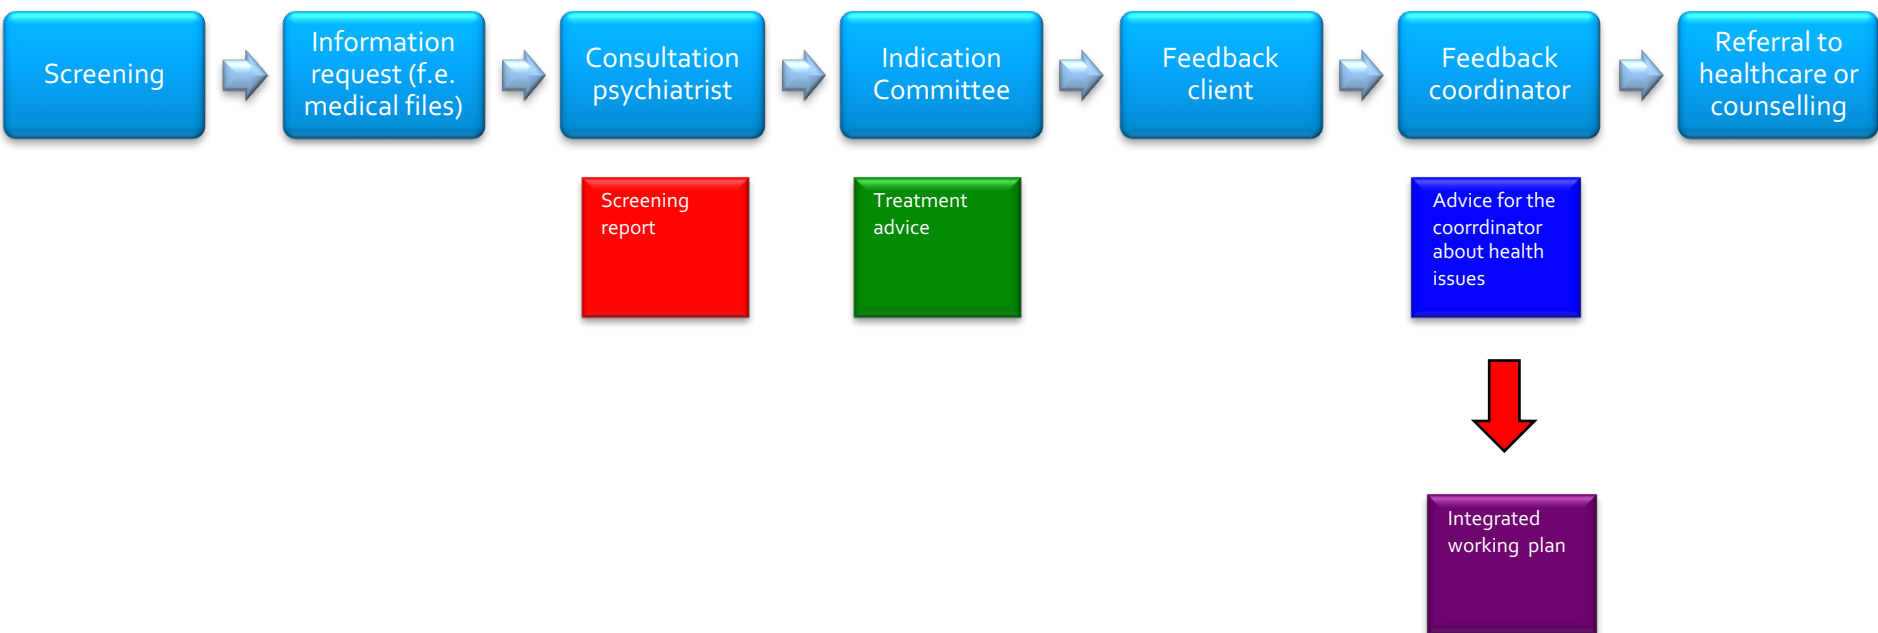 Screening
Information
request (f.e.
medical files)
Consultation
psychiatrist
Indication
Committee
Feedback
client
Feedback
coordinator
Referral to
healthcare or
counselling
Screening
report
Treatment
advice
Advice for the
coorrdinator
about health
issues
Integrated
working plan